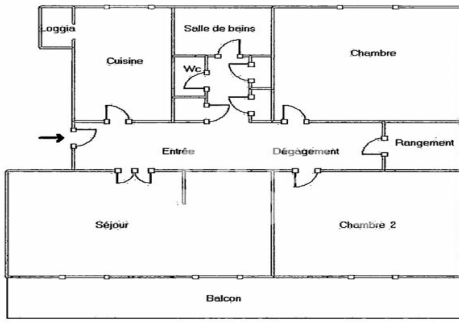 Loggia
Salle de bains
Cuisine
Wc
Chambre
Entrée
Dégagement
Rangement
Séjour
Chambre 2
Balcon